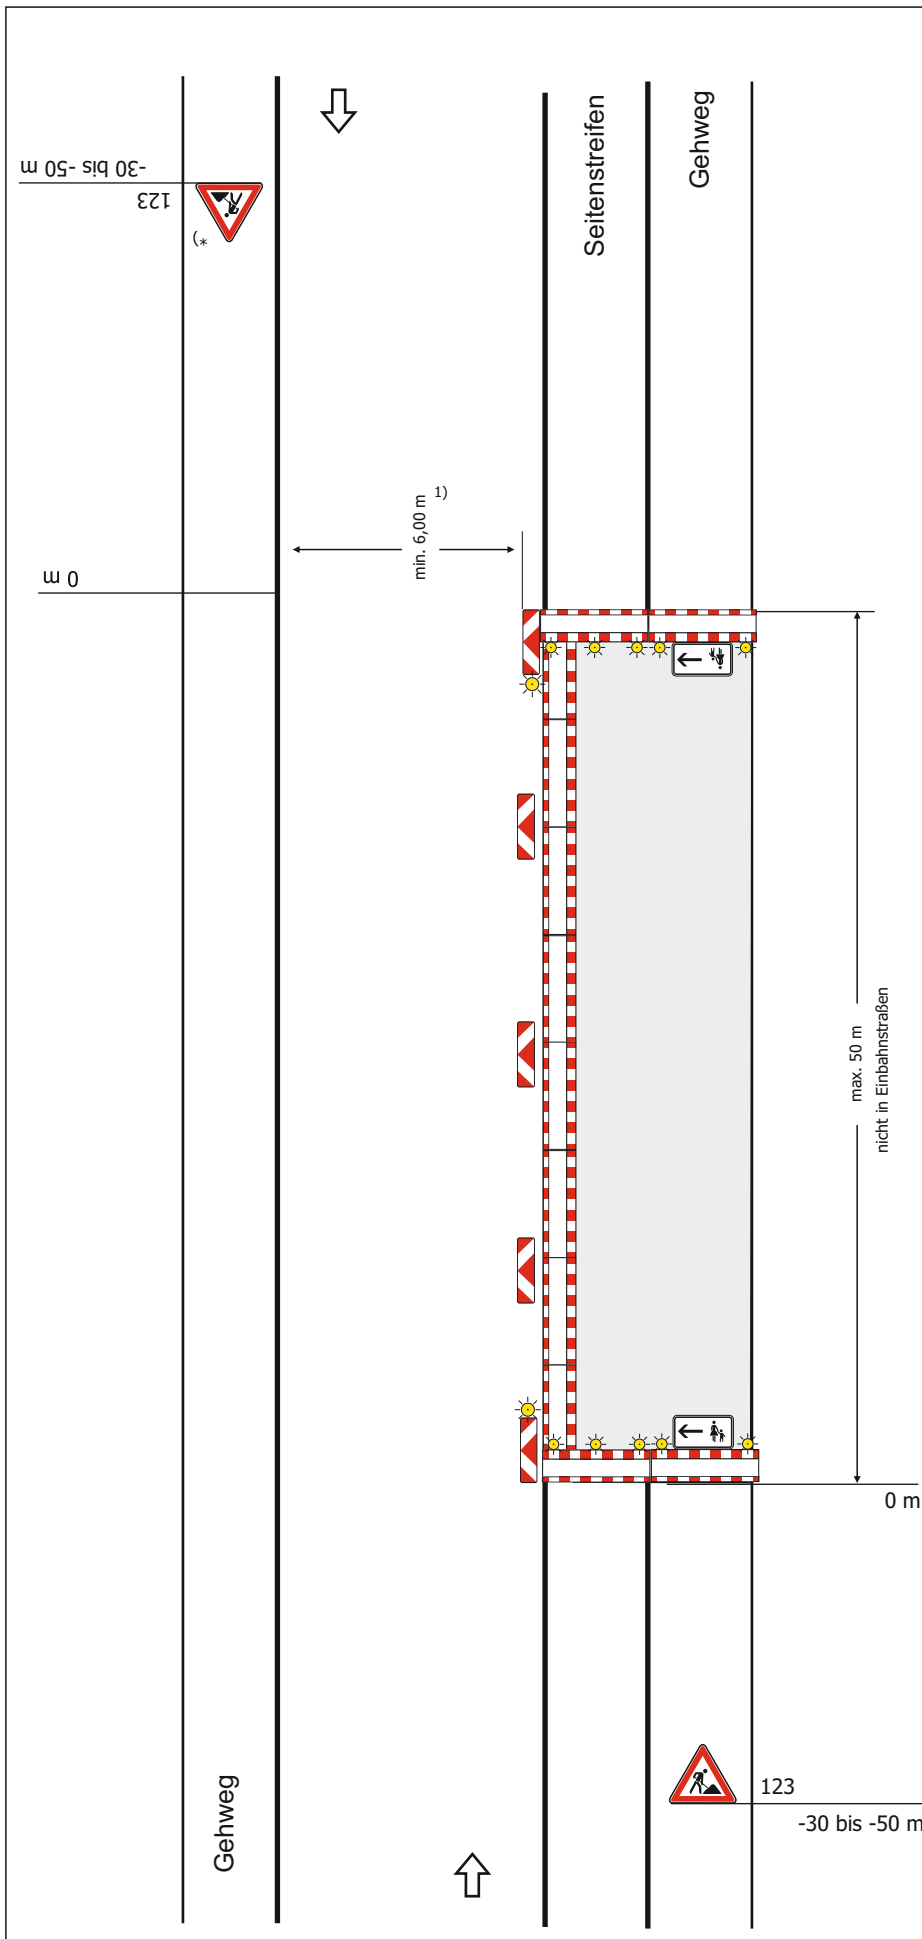 Seitenstreifen
Gehweg
-30 bis -50 m
123
*)
min. 6,00 m 1)
0 m
max. 50 m
nicht in Einbahnstraßen
0 m
123
-30 bis -50 m
Gehweg